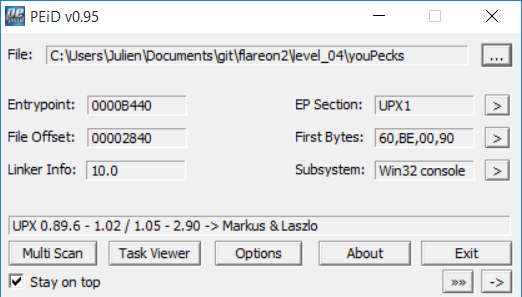 PEiD v0.95
File: C:\Users\Julien\Documents\git\flareon2\level_04\youPecks ...
Entrypoint: 0000B440 EP Section: UPX1 >
File Offset: 00002840 First Bytes: 60,BE,00,90 >
Linker Info: 10.0 Subsystem: Win32 console >
UPX 0.89.6 - 1.02 / 1.05 - 2.90 -> Markus & Laszlo
Multi Scan Task Viewer Options About Exit
Stay on top »» ->